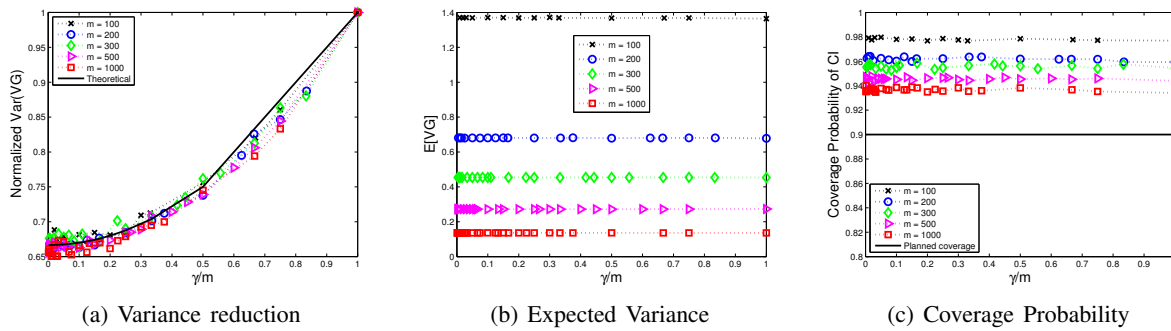 1
0.95
0.9
0.85
0.8
0.75
0.7
0.65
Normalized Var(VG)
0 0.1 0.2 0.3 0.4 0.5 0.6 0.7 0.8 0.9 1
γ/m
m = 100
m = 200
m = 300
m = 500
m = 1000
Theoretical
(a) Variance reduction
1.4
1.2
1
0.8
0.6
0.4
0.2
0
E[VG]
0 0.1 0.2 0.3 0.4 0.5 0.6 0.7 0.8 0.9 1
γ/m
m = 100
m = 200
m = 300
m = 500
m = 1000
(b) Expected Variance
1
0.98
0.96
0.94
0.92
0.9
0.88
0.86
0.84
0.82
0.8
Coverage Probability of CI
0 0.1 0.2 0.3 0.4 0.5 0.6 0.7 0.8 0.9
γ/m
m = 100
m = 200
m = 300
m = 500
m = 1000
Planned coverage
(c) Coverage Probability